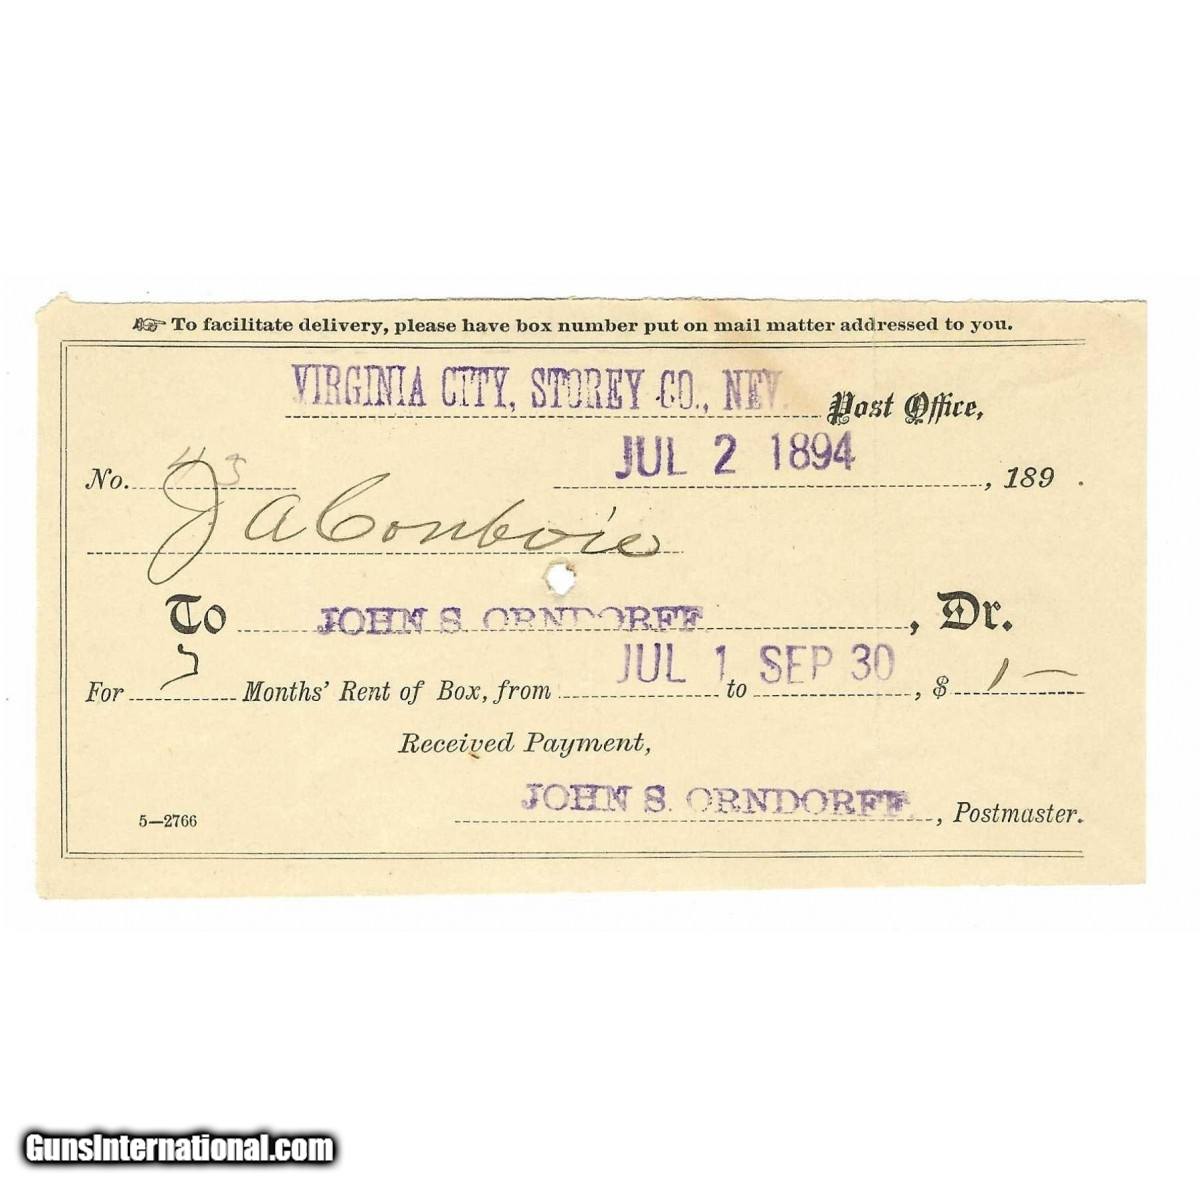 ☞ To facilitate delivery, please have box number put on mail matter addressed to you.
VIRGINIA CITY, STOREY CO., NEV. Post Office,
No. 43 JUL 2 1894, 189 .
J A Conboie
To JOHN S. ORNDORFF, Dr.
For 3 Months' Rent of Box, from JUL 1 to SEP 30, $ 1 —
Received Payment,
JOHN S. ORNDORFF, Postmaster.
5—2766
GunsInternational.com